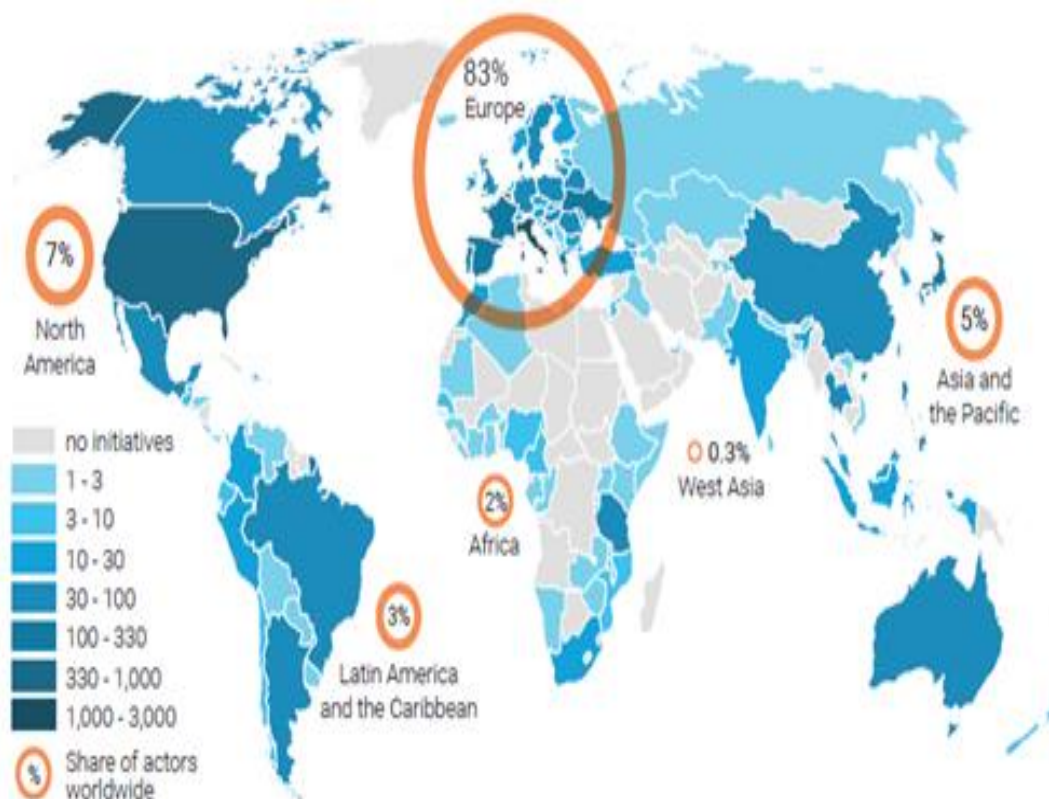 83%
Europe
7%
North
America
5%
Asia and
the Pacific
0.3%
West Asia
2%
Africa
3%
Latin America
and the Caribbean
no initiatives
1 - 3
3 - 10
10 - 30
30 - 100
100 - 330
330 - 1,000
1,000 - 3,000
% Share of actors
worldwide